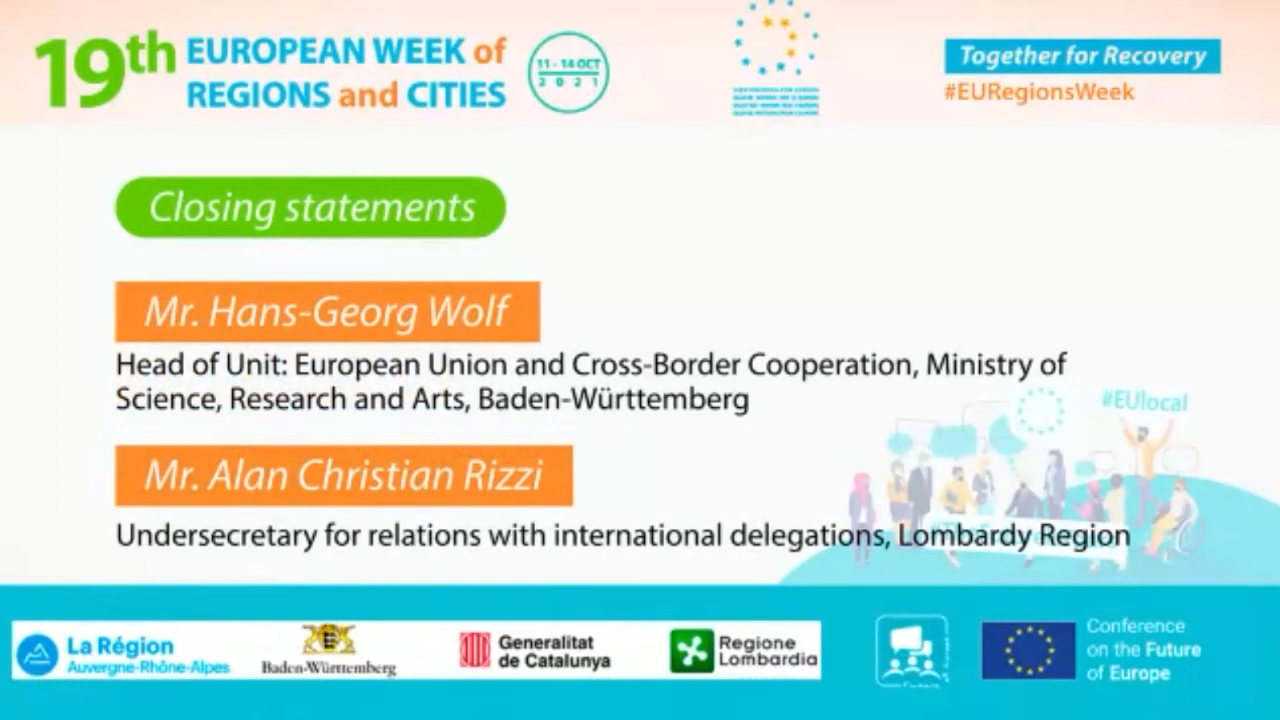 19th EUROPEAN WEEK of
REGIONS and CITIES
11 - 14 OCT
2021
Together for Recovery
#EURegionsWeek
Closing statements
Mr. Hans-Georg Wolf
Head of Unit: European Union and Cross-Border Cooperation, Ministry of
Science, Research and Arts, Baden-Württemberg
#EUlocal
Mr. Alan Christian Rizzi
Undersecretary for relations with international delegations, Lombardy Region
La Région
Auvergne-Rhône-Alpes
Baden-Württemberg
Generalitat
de Catalunya
Regione
Lombardia
Conference
on the Future
of Europe